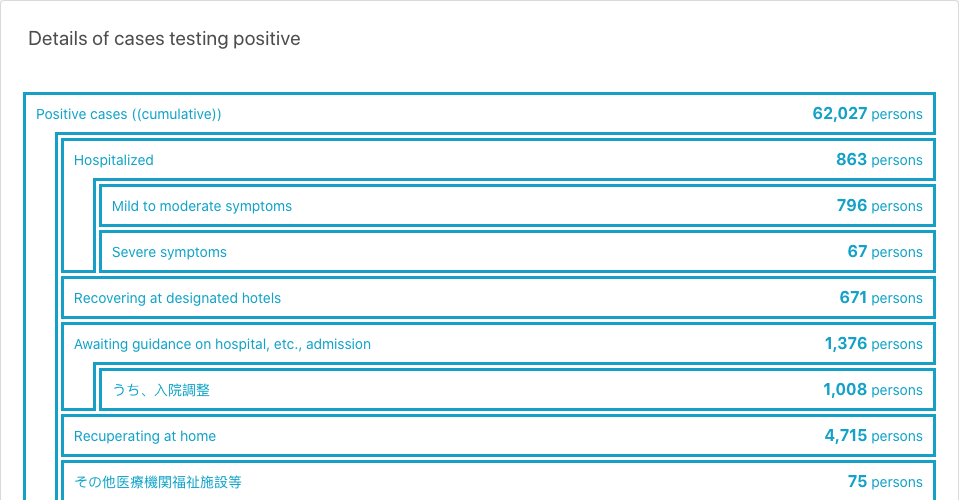 Details of cases testing positive
Positive cases ((cumulative)) 62,027 persons
Hospitalized 863 persons
Mild to moderate symptoms 796 persons
Severe symptoms 67 persons
Recovering at designated hotels 671 persons
Awaiting guidance on hospital, etc., admission 1,376 persons
うち、入院調整 1,008 persons
Recuperating at home 4,715 persons
その他医療機関福祉施設等 75 persons